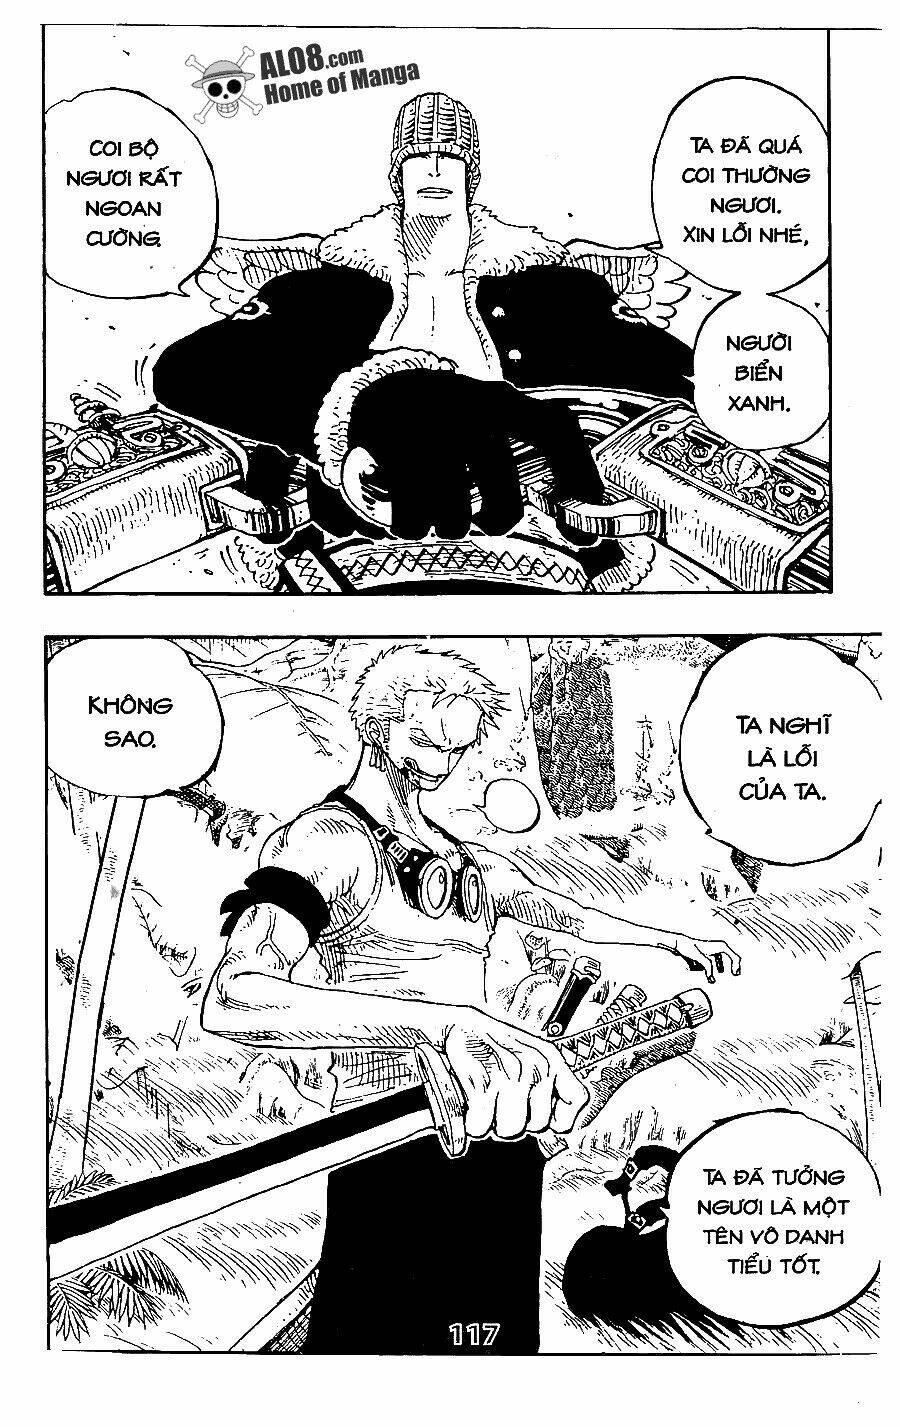 AL08.com
Home of Manga
COI BỘ
NGƯƠI RẤT
NGOAN
CƯỜNG.
TA ĐÃ QUÁ
COI THƯỜNG
NGƯƠI.
XIN LỖI NHÉ,
NGƯỜI
BIỂN
XANH.
KHÔNG
SAO.
TA NGHĨ
LÀ LỖI
CỦA TA.
TA ĐÃ TƯỞNG
NGƯƠI LÀ MỘT
TÊN VÔ DANH
TIỂU TỐT.
117